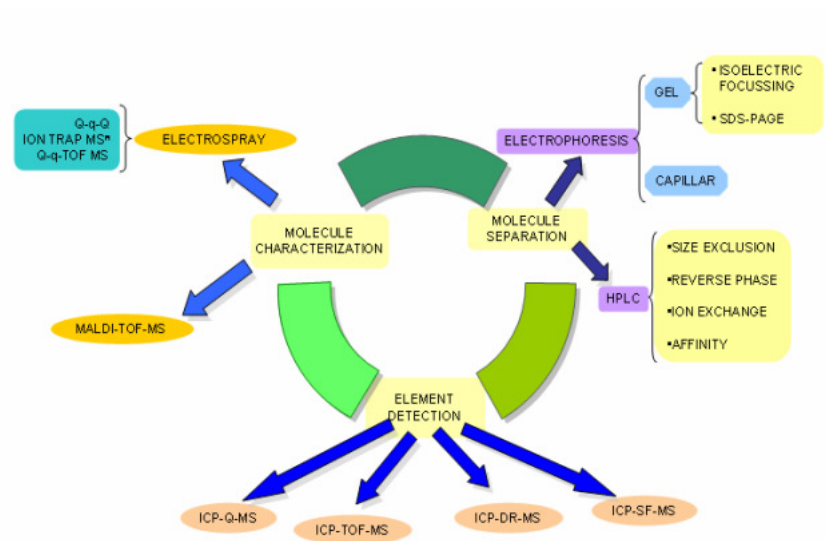 Q-q-Q
ION TRAP MSn
Q-q-TOF MS
ELECTROSPRAY
MOLECULE
CHARACTERIZATION
MALDI-TOF-MS
MOLECULE
SEPARATION
ELECTROPHORESIS
GEL
▪ISOELECTRIC
FOCUSSING
▪SDS-PAGE
CAPILLAR
HPLC
▪SIZE EXCLUSION
▪REVERSE PHASE
▪ION EXCHANGE
▪AFFINITY
ELEMENT
DETECTION
ICP-Q-MS
ICP-TOF-MS
ICP-DR-MS
ICP-SF-MS